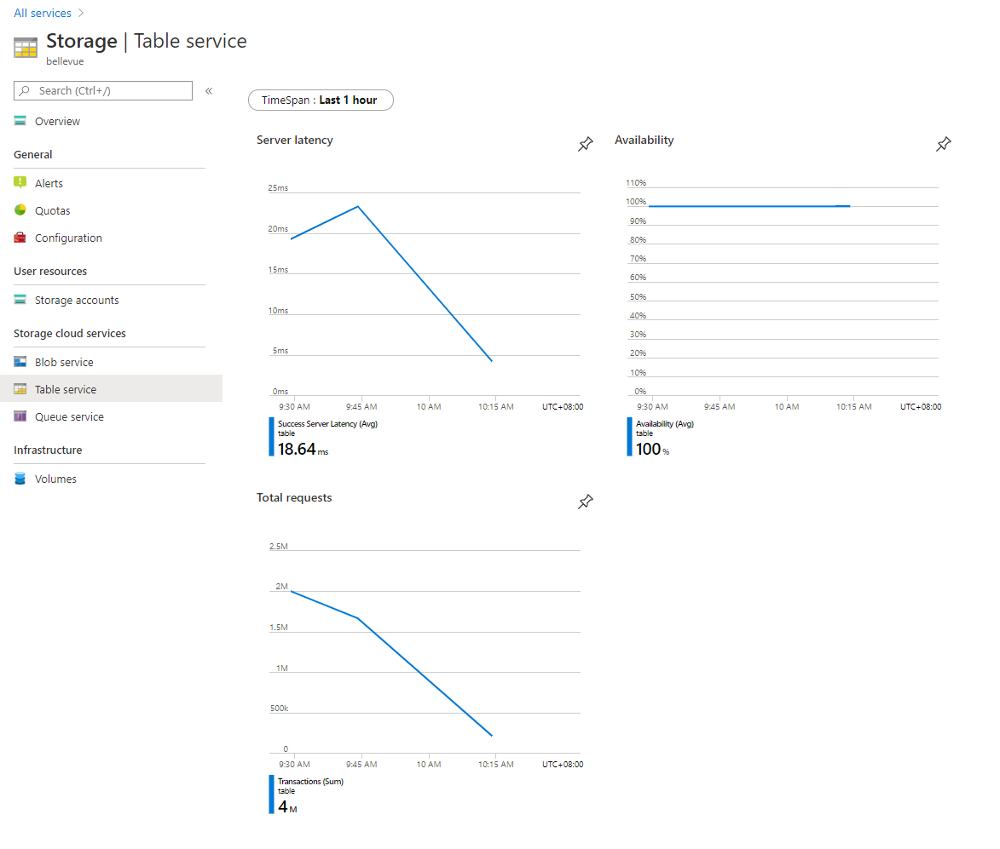 All services
Storage | Table service
bellevue
Search (Ctrl+/)
«
Overview
General
Alerts
Quotas
Configuration
User resources
Storage accounts
Storage cloud services
Blob service
Table service
Queue service
Infrastructure
Volumes
TimeSpan : Last 1 hour
Server latency
25ms
20ms
15ms
10ms
5ms
0ms
9:30 AM 9:45 AM 10 AM 10:15 AM UTC+08:00
Success Server Latency (Avg)
table
18.64 ms
Availability
110%
100%
90%
80%
70%
60%
50%
40%
30%
20%
10%
0%
9:30 AM 9:45 AM 10 AM 10:15 AM UTC+08:00
Availability (Avg)
table
100 %
Total requests
2.5M
2M
1.5M
1M
500k
0
9:30 AM 9:45 AM 10 AM 10:15 AM UTC+08:00
Transactions (Sum)
table
4 M